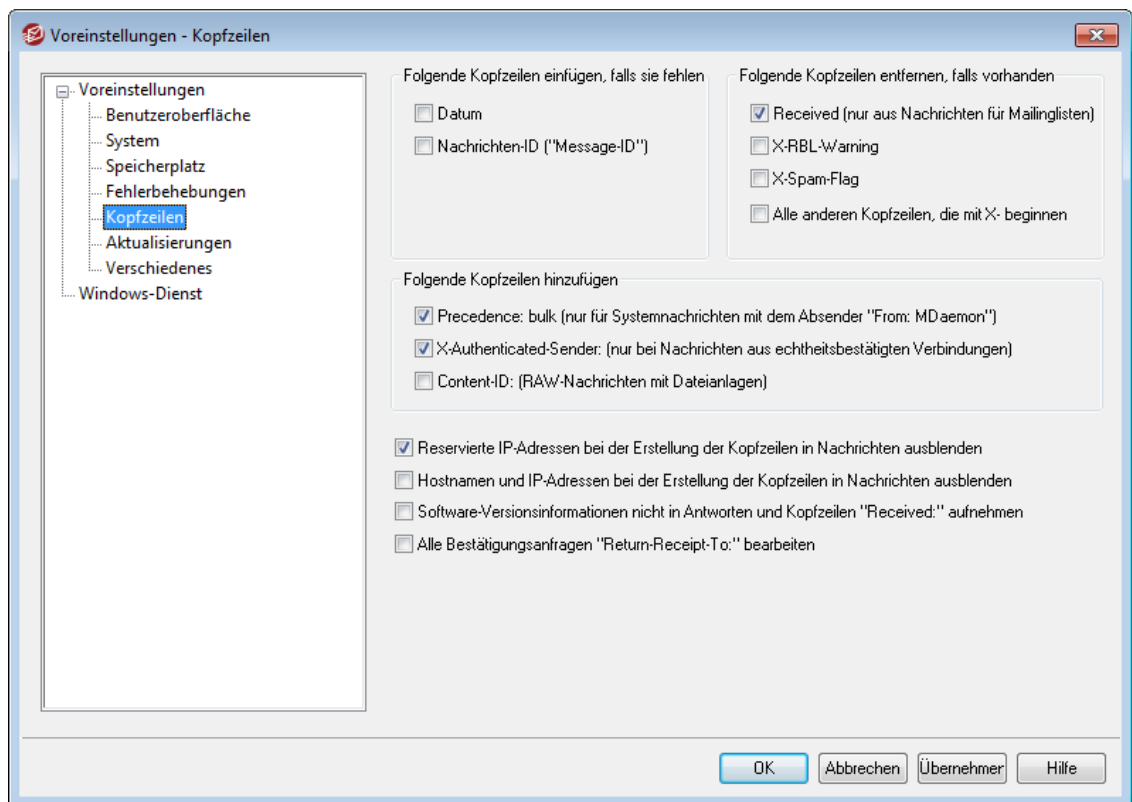 Voreinstellungen - Kopfzeilen
Voreinstellungen
Benutzeroberfläche
System
Speicherplatz
Fehlerbehebungen
Kopfzeilen
Aktualisierungen
Verschiedenes
Windows-Dienst
Folgende Kopfzeilen einfügen, falls sie fehlen
Datum
Nachrichten-ID ("Message-ID")
Folgende Kopfzeilen entfernen, falls vorhanden
Received (nur aus Nachrichten für Mailinglisten)
X-RBL-Warning
X-Spam-Flag
Alle anderen Kopfzeilen, die mit X- beginnen
Folgende Kopfzeilen hinzufügen
Precedence: bulk (nur für Systemnachrichten mit dem Absender "From: MDaemon")
X-Authenticated-Sender: (nur bei Nachrichten aus echtheitsbestätigten Verbindungen)
Content-ID: (RAW-Nachrichten mit Dateianlagen)
Reservierte IP-Adressen bei der Erstellung der Kopfzeilen in Nachrichten ausblenden
Hostnamen und IP-Adressen bei der Erstellung der Kopfzeilen in Nachrichten ausblenden
Software-Versionsinformationen nicht in Antworten und Kopfzeilen "Received:" aufnehmen
Alle Bestätigungsanfragen "Return-Receipt-To:" bearbeiten
OK
Abbrechen
Übernehmer
Hilfe